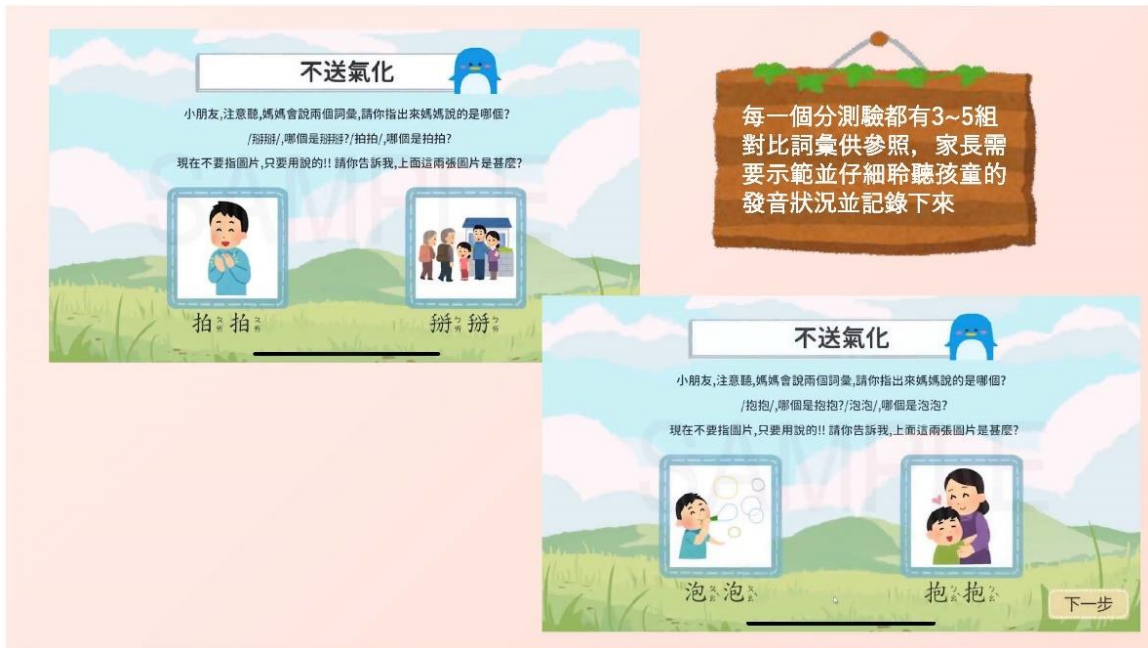 不送氣化
小朋友,注意聽,媽媽會說兩個詞彙,請你指出來媽媽說的是哪個?
/掰掰/,哪個是掰掰?/拍拍/,哪個是拍拍?
現在不要指圖片,只要用說的!! 請你告訴我,上面這兩張圖片是甚麼?
SAMPLE
拍拍
掰掰
每一個分測驗都有3~5組
對比詞彙供參照，家長需
要示範並仔細聆聽孩童的
發音狀況並記錄下來
不送氣化
小朋友,注意聽,媽媽會說兩個詞彙,請你指出來媽媽說的是哪個?
/抱抱/,哪個是抱抱?/泡泡/,哪個是泡泡?
現在不要指圖片,只要用說的!! 請你告訴我,上面這兩張圖片是甚麼?
SAMPLE
泡泡
抱抱
下一步